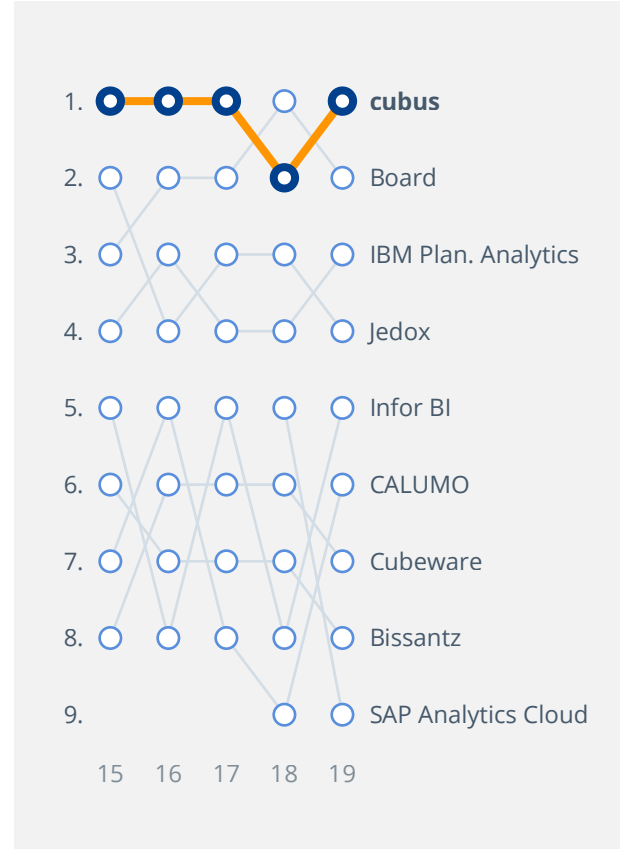 1. cubus
2. Board
3. IBM Plan. Analytics
4. Jedox
5. Infor BI
6. CALUMO
7. Cubeware
8. Bissantz
9. SAP Analytics Cloud
15 16 17 18 19